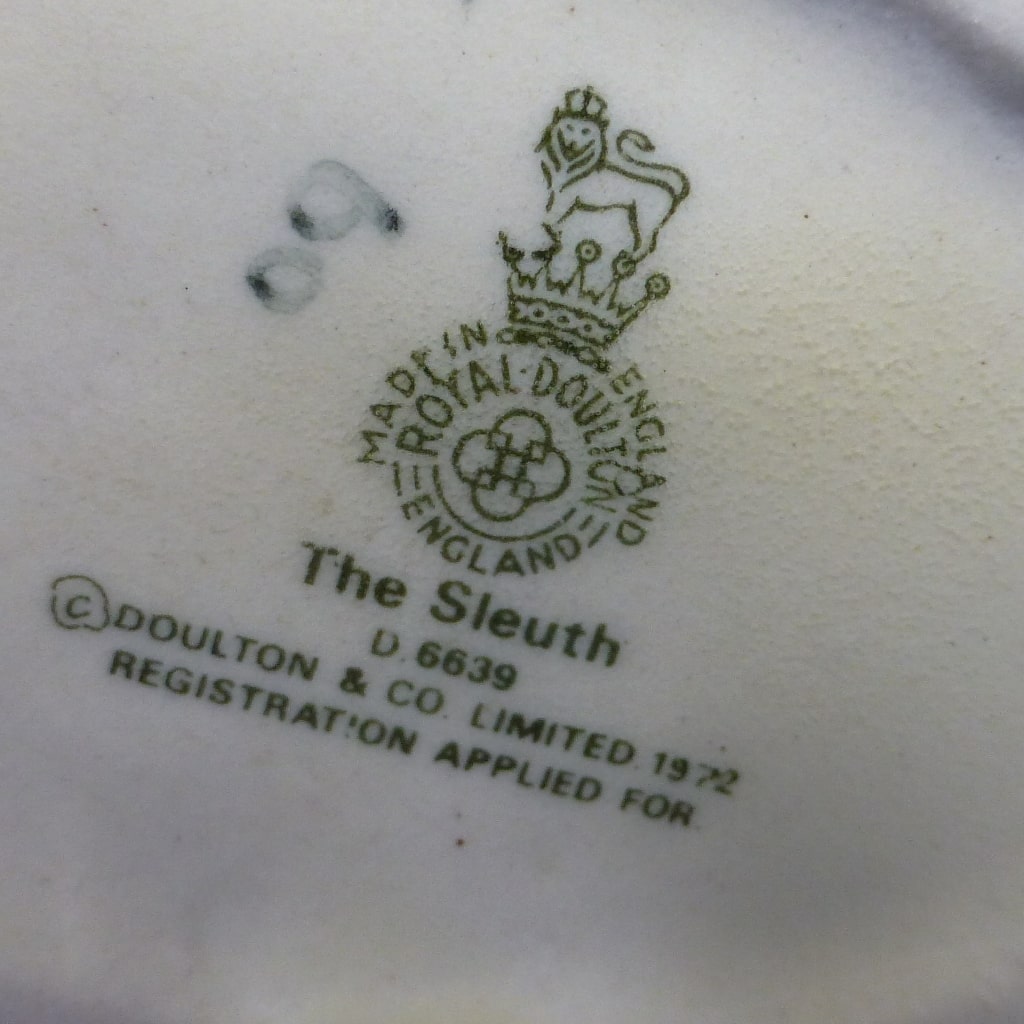 MADE IN ENGLAND
ROYAL DOULTON
ENGLAND
The Sleuth
D. 6639
© DOULTON & CO. LIMITED. 1972
REGISTRATION APPLIED FOR